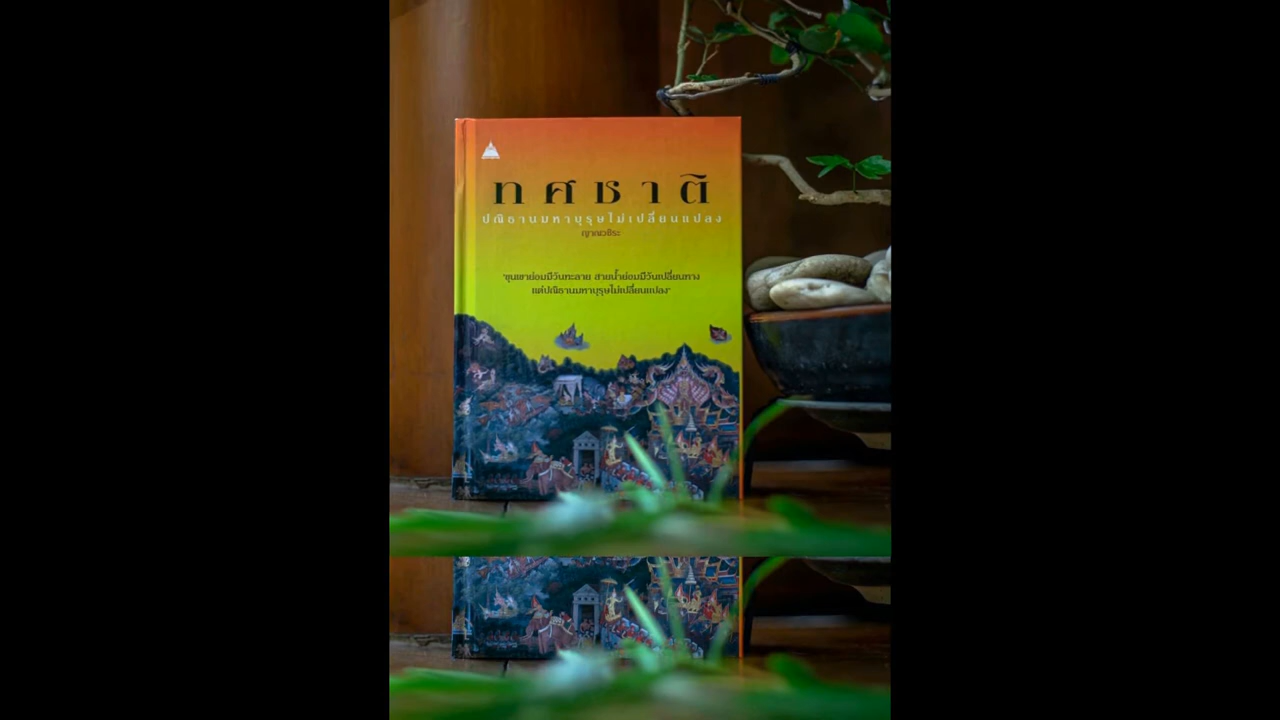 ทศชาติ
ปณิธานมหาบุรุษไม่เปลี่ยนแปลง
ญาณวชิระ
"ขุนเขาย่อมมีวันทะลาย สายน้ำย่อมมีวันเปลี่ยนทาง
แต่ปณิธานมหาบุรุษไม่เปลี่ยนแปลง"